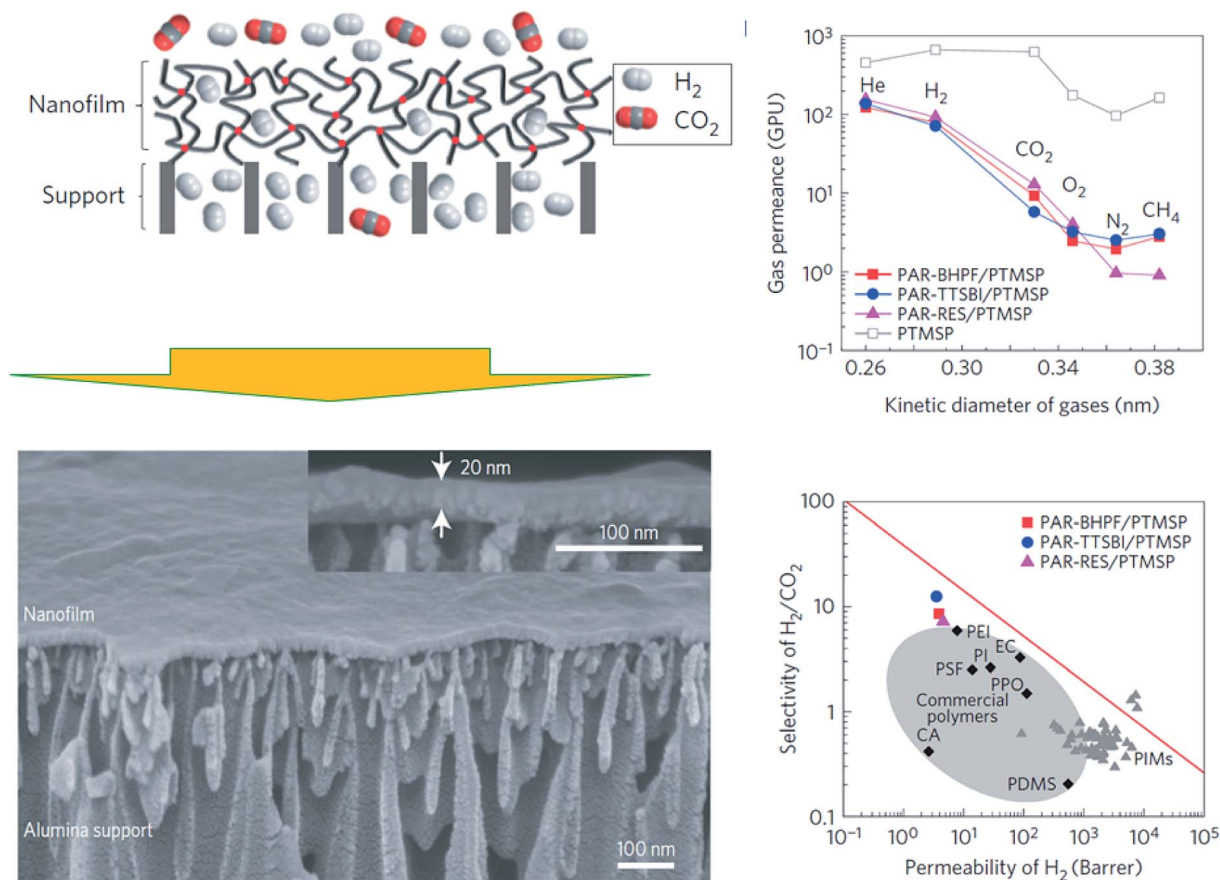 Nanofilm
Support
H₂
CO₂
Gas permeance (GPU)
10³
10²
10¹
10⁰
10⁻¹
He
H₂
CO₂
O₂
N₂
CH₄
PAR-BHPF/PTMSP
PAR-TTSBI/PTMSP
PAR-RES/PTMSP
PTMSP
0.26
0.30
0.34
0.38
Kinetic diameter of gases (nm)
20 nm
100 nm
Nanofilm
Alumina support
100 nm
Selectivity of H₂/CO₂
100
10
1
0.1
PAR-BHPF/PTMSP
PAR-TTSBI/PTMSP
PAR-RES/PTMSP
PEI
EC
PI
PSF
PPO
Commercial
polymers
CA
PIMs
PDMS
10⁻¹
10⁰
10¹
10²
10³
10⁴
10⁵
Permeability of H₂ (Barrer)